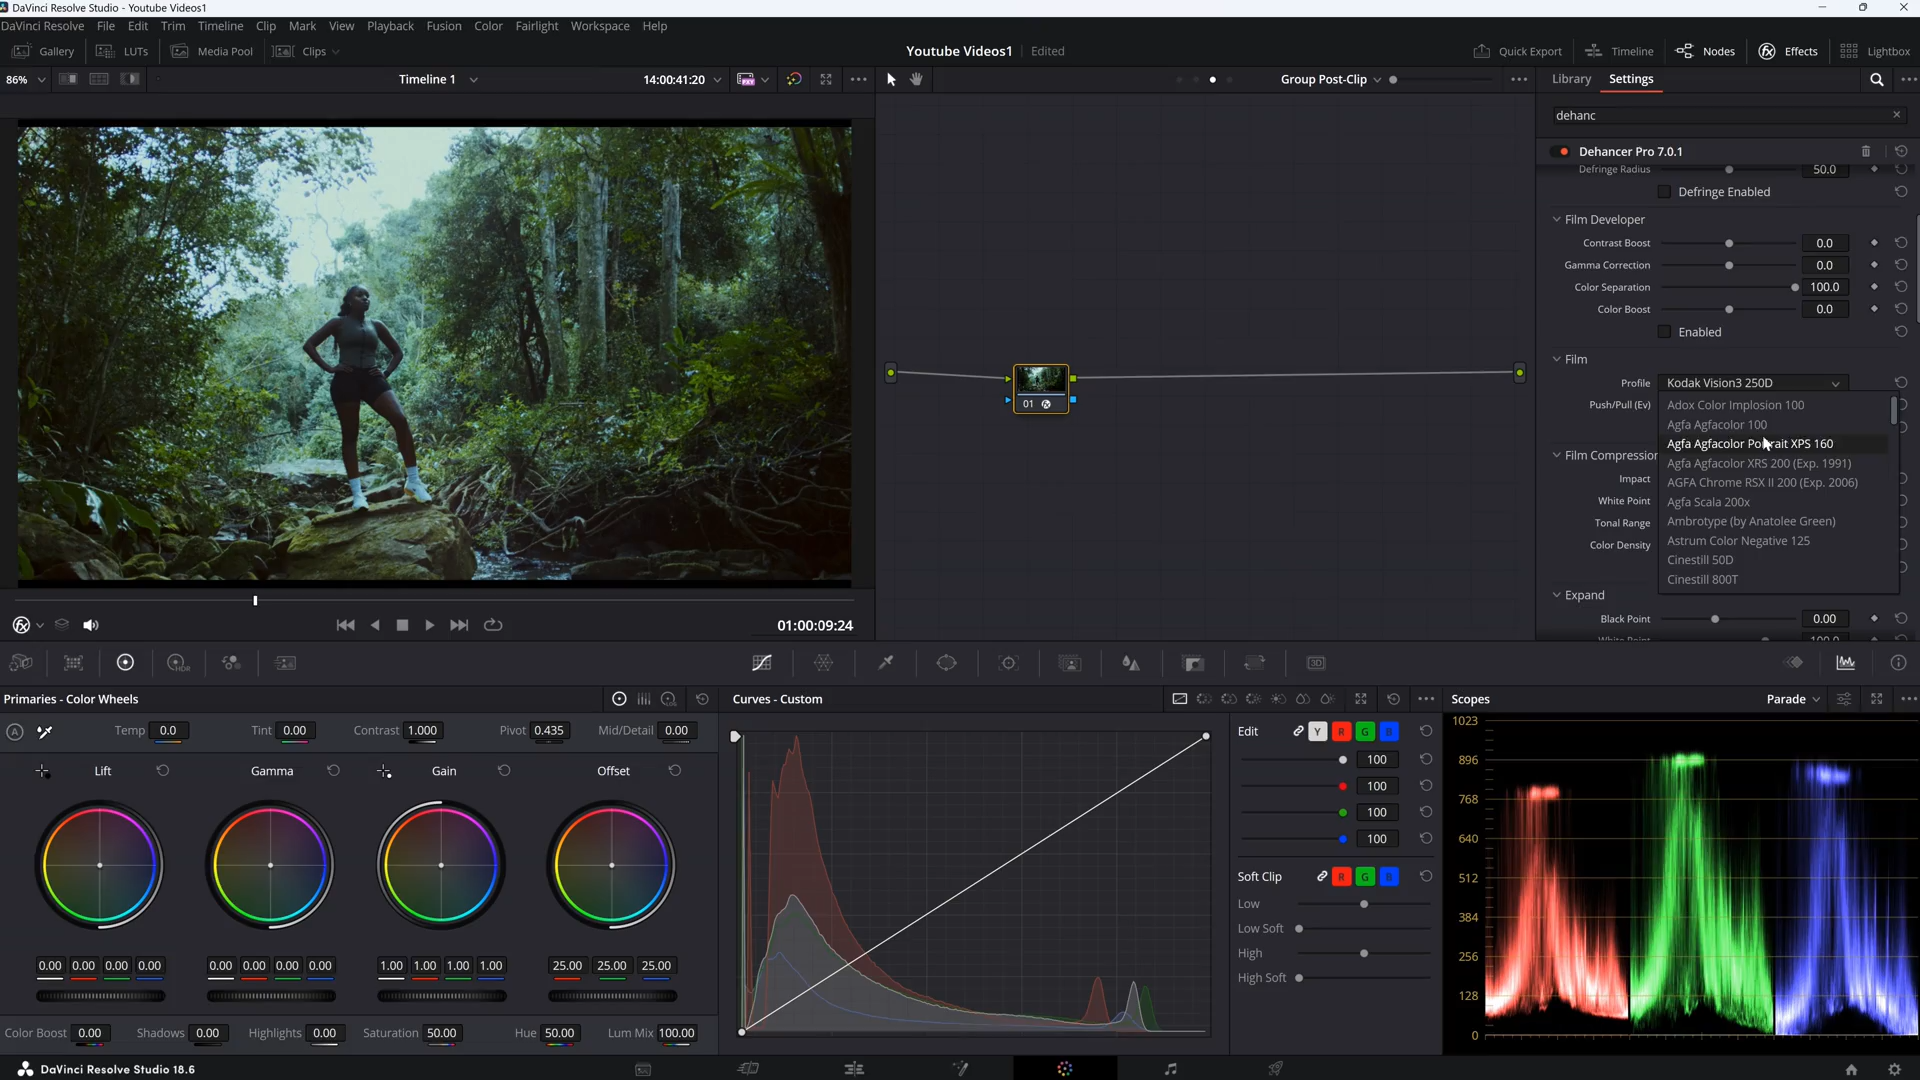 DaVinci Resolve Studio - Youtube Videos1
DaVinci Resolve File Edit Trim Timeline Clip Mark View Playback Fusion Color Fairlight Workspace Help
Gallery LUTs Media Pool Clips Youtube Videos1 Edited Quick Export Timeline Nodes Effects Lightbox
86% Timeline 1 14:00:41:20 Group Post-Clip Library Settings
dehanc
Dehancer Pro 7.0.1
Defringe Radius 50.0
Defringe Enabled
Film Developer
Contrast Boost 0.0
Gamma Correction 0.0
Color Separation 100.0
Color Boost 0.0
Enabled
Film
Profile Kodak Vision3 250D
Push/Pull (Ev) Adox Color Implosion 100
Agfa Agfacolor 100
Agfa Agfacolor Portrait XPS 160
Film Compression Agfa Agfacolor XRS 200 (Exp. 1991)
Impact AGFA Chrome RSX II 200 (Exp. 2006)
White Point Agfa Scala 200x
Tonal Range Ambrotype (by Anatolee Green)
Color Density Astrum Color Negative 125
Cinestill 50D
Cinestill 800T
Expand
Black Point 0.00
White Point 100.0
01
01:00:09:24
HDR
3D
Primaries - Color Wheels Curves - Custom Scopes Parade
A Temp 0.0 Tint 0.00 Contrast 1.000 Pivot 0.435 Mid/Detail 0.00
Lift Gamma Gain Offset
0.00 0.00 0.00 0.00 0.00 0.00 0.00 0.00 1.00 1.00 1.00 1.00 25.00 25.00 25.00
Color Boost 0.00 Shadows 0.00 Highlights 0.00 Saturation 50.00 Hue 50.00 Lum Mix 100.00
Edit Y R G B
100
100
100
100
Soft Clip R G B
Low
Low Soft
High
High Soft
1023
896
768
640
512
384
256
128
0
DaVinci Resolve Studio 18.6